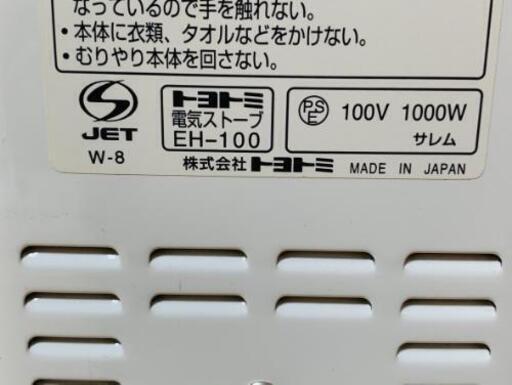 なっているので手を触れない。
・本体に衣類、タオルなどをかけない。
・むりやり本体を回さない。
JET
W-8
トヨトミ
電気ストーブ
EH-100
PSE 100V 1000W
サレム
株式会社トヨトミ MADE IN JAPAN